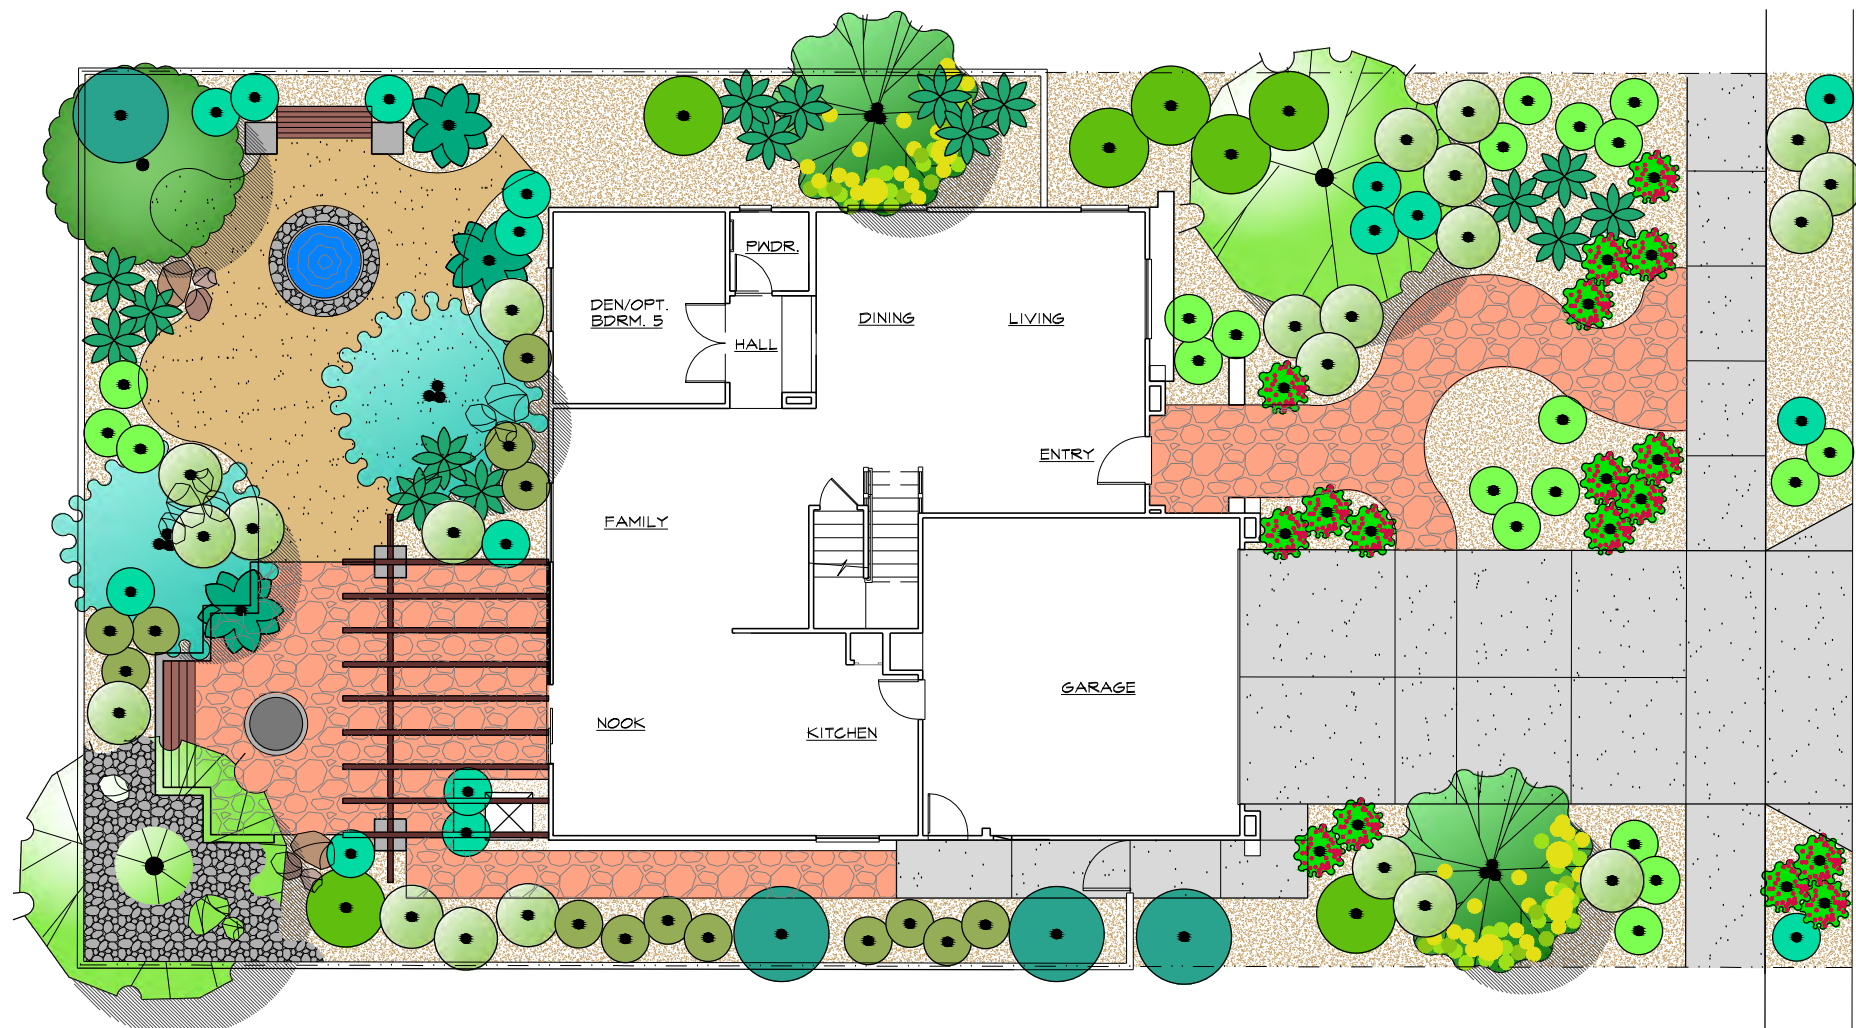 PWDR.
DEN/OPT.
BDRM. 5
HALL
DINING
LIVING
ENTRY
FAMILY
GARAGE
NOOK
KITCHEN